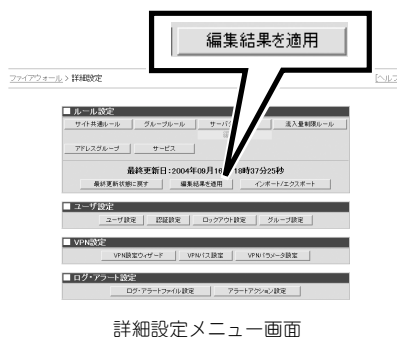 編集結果を適用
ファイアウォール > 詳細設定
[ヘルプ
■ ルール設定
サイト共通ルール グループルール サーバ 流入量制限ルール
アドレスグループ サービス
最終更新日:2004年09月16 18時37分25秒
最終更新状態に戻す 編集結果を適用 インポート/エクスポート
■ ユーザ設定
ユーザ設定 認証設定 ロックアウト設定 グループ設定
■ VPN設定
VPN設定ウィザード VPNパス設定 VPNパラメータ設定
■ ログ・アラート設定
ログ・アラートファイル設定 アラートアクション設定
詳細設定メニュー画面